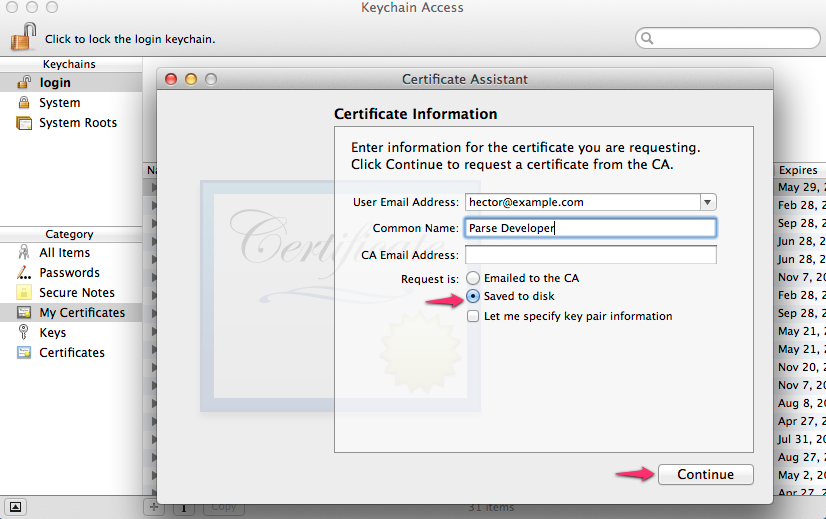 Keychain Access
Click to lock the login keychain.
Keychains
login
System
System Roots
Category
All Items
Passwords
Secure Notes
My Certificates
Keys
Certificates
Certificate Assistant
Certificate Information
Enter information for the certificate you are requesting.
Click Continue to request a certificate from the CA.
Certificate
User Email Address: hector@example.com
Common Name: Parse Developer
CA Email Address:
Request is: Emailed to the CA
Saved to disk
Let me specify key pair information
Continue
Na
Expires
May 29, 2
Feb 28, 2
Sep 28, 2
Jun 28, 2
Jun 28, 2
Nov 7, 20
Feb 28, 2
Sep 28, 2
May 21, 2
May 21, 2
Nov 20, 2
Nov 7, 20
Aug 8, 20
Apr 27, 2
Jul 31, 20
Aug 27, 2
May 2, 20
Apr 27, 2
+
i
Copy
31 items